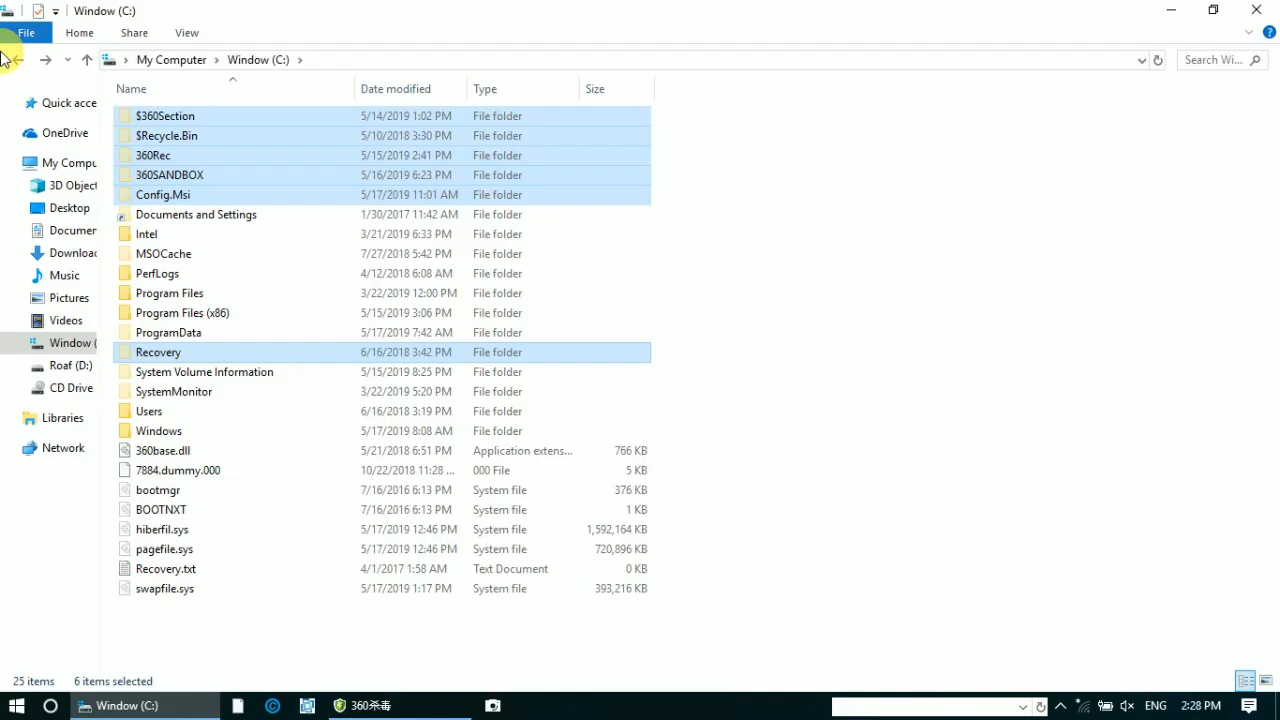 Window (C:)
File Home Share View
My Computer Window (C:) Search Wi...
Name Date modified Type Size
Quick acce
OneDrive
My Compu
3D Object
Desktop
Documer
Downloac
Music
Pictures
Videos
Window (
Roaf (D:)
CD Drive
Libraries
Network
$360Section 5/14/2019 1:02 PM File folder
$Recycle.Bin 5/10/2018 3:30 PM File folder
360Rec 5/15/2019 2:41 PM File folder
360SANDBOX 5/16/2019 6:23 PM File folder
Config.Msi 5/17/2019 11:01 AM File folder
Documents and Settings 1/30/2017 11:42 AM File folder
Intel 3/21/2019 6:33 PM File folder
MSOCache 7/27/2018 5:42 PM File folder
PerfLogs 4/12/2018 6:08 AM File folder
Program Files 3/22/2019 12:00 PM File folder
Program Files (x86) 5/15/2019 3:06 PM File folder
ProgramData 5/17/2019 7:42 AM File folder
Recovery 6/16/2018 3:42 PM File folder
System Volume Information 5/15/2019 8:25 PM File folder
SystemMonitor 3/22/2019 5:20 PM File folder
Users 6/16/2018 3:19 PM File folder
Windows 5/17/2019 8:08 AM File folder
360base.dll 5/21/2018 6:51 PM Application extens... 766 KB
7884.dummy.000 10/22/2018 11:28 ... 000 File 5 KB
bootmgr 7/16/2016 6:13 PM System file 376 KB
BOOTNXT 7/16/2016 6:13 PM System file 1 KB
hiberfil.sys 5/17/2019 12:46 PM System file 1,592,164 KB
pagefile.sys 5/17/2019 12:46 PM System file 720,896 KB
Recovery.txt 4/1/2017 1:58 AM Text Document 0 KB
swapfile.sys 5/17/2019 1:17 PM System file 393,216 KB
25 items 6 items selected
Window (C:) 360杀毒 ENG 2:28 PM